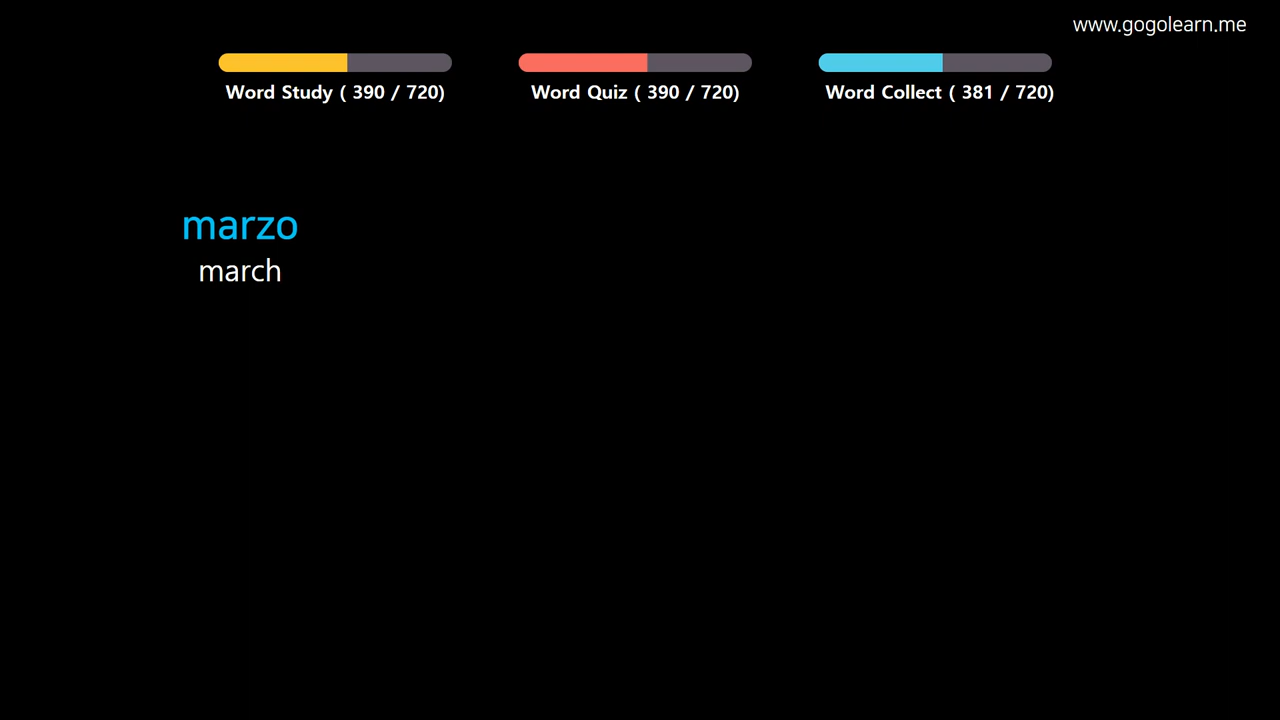 www.gogolearn.me
Word Study ( 390 / 720)
Word Quiz ( 390 / 720)
Word Collect ( 381 / 720)
marzo
march